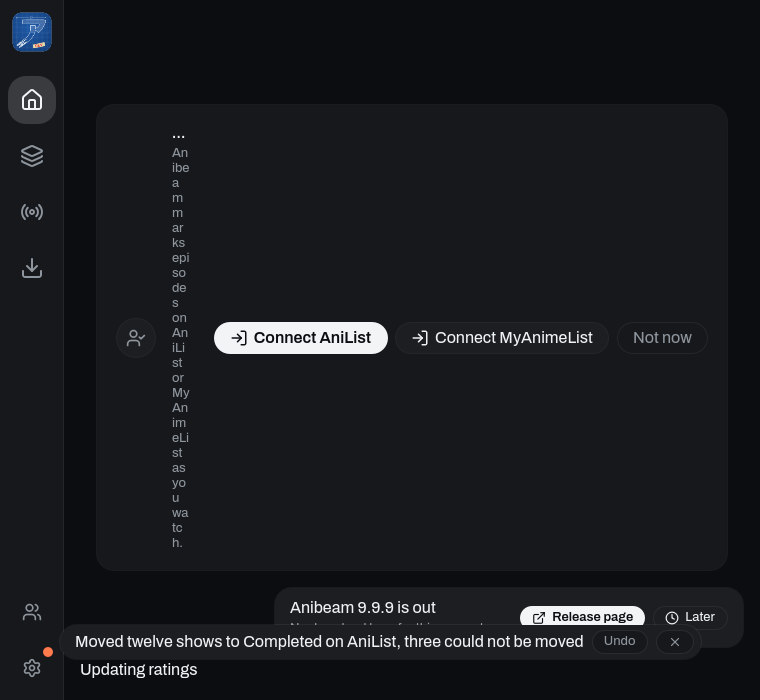 ...
An
ibe
a
m
m
ar
ks
epi
so
de
s
on
An
iLi
st
or
My
An
im
eLi
st
as
yo
u
wa
tc
h.
Connect AniList
Connect MyAnimeList
Not now
Anibeam 9.9.9 is out
Release page
Later
Moved twelve shows to Completed on AniList, three could not be moved
Undo
Updating ratings